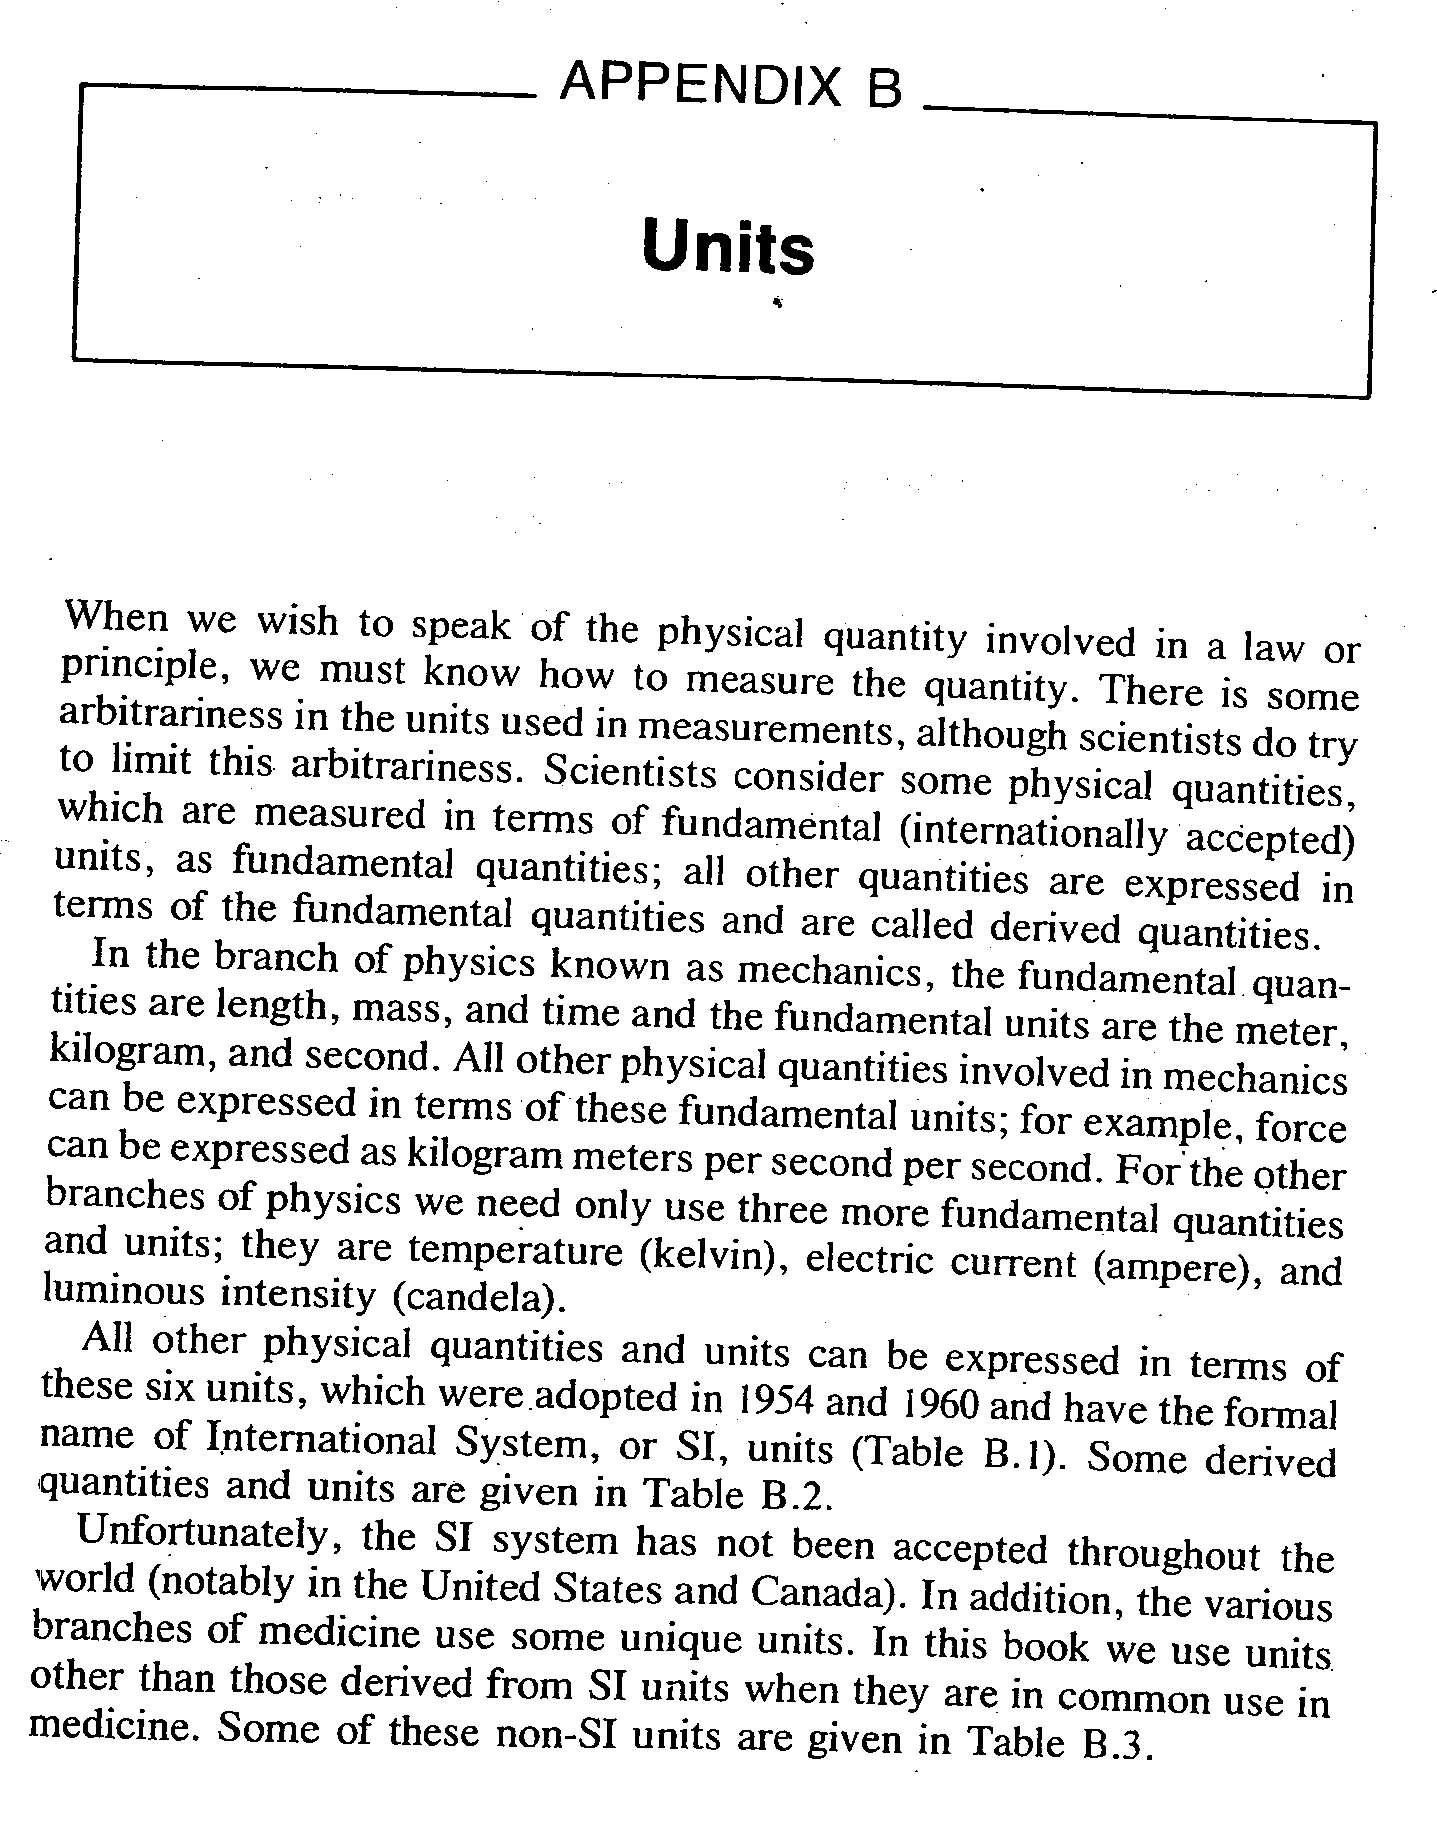 APPENDIX B
Units
When we wish to speak of the physical quantity involved in a law or
principle, we must know how to measure the quantity. There is some
arbitrariness in the units used in measurements, although scientists do try
to limit this arbitrariness. Scientists consider some physical quantities,
which are measured in terms of fundamental (internationally accepted)
units, as fundamental quantities; all other quantities are expressed in
terms of the fundamental quantities and are called derived quantities.
In the branch of physics known as mechanics, the fundamental quan-
tities are length, mass, and time and the fundamental units are the meter,
kilogram, and second. All other physical quantities involved in mechanics
can be expressed in terms of these fundamental units; for example, force
can be expressed as kilogram meters per second per second. For the other
branches of physics we need only use three more fundamental quantities
and units; they are temperature (kelvin), electric current (ampere), and
luminous intensity (candela).
All other physical quantities and units can be expressed in terms of
these six units, which were adopted in 1954 and 1960 and have the formal
name of International System, or SI, units (Table B.1). Some derived
quantities and units are given in Table B.2.
Unfortunately, the SI system has not been accepted throughout the
world (notably in the United States and Canada). In addition, the various
branches of medicine use some unique units. In this book we use units
other than those derived from SI units when they are in common use in
medicine. Some of these non-SI units are given in Table B.3.